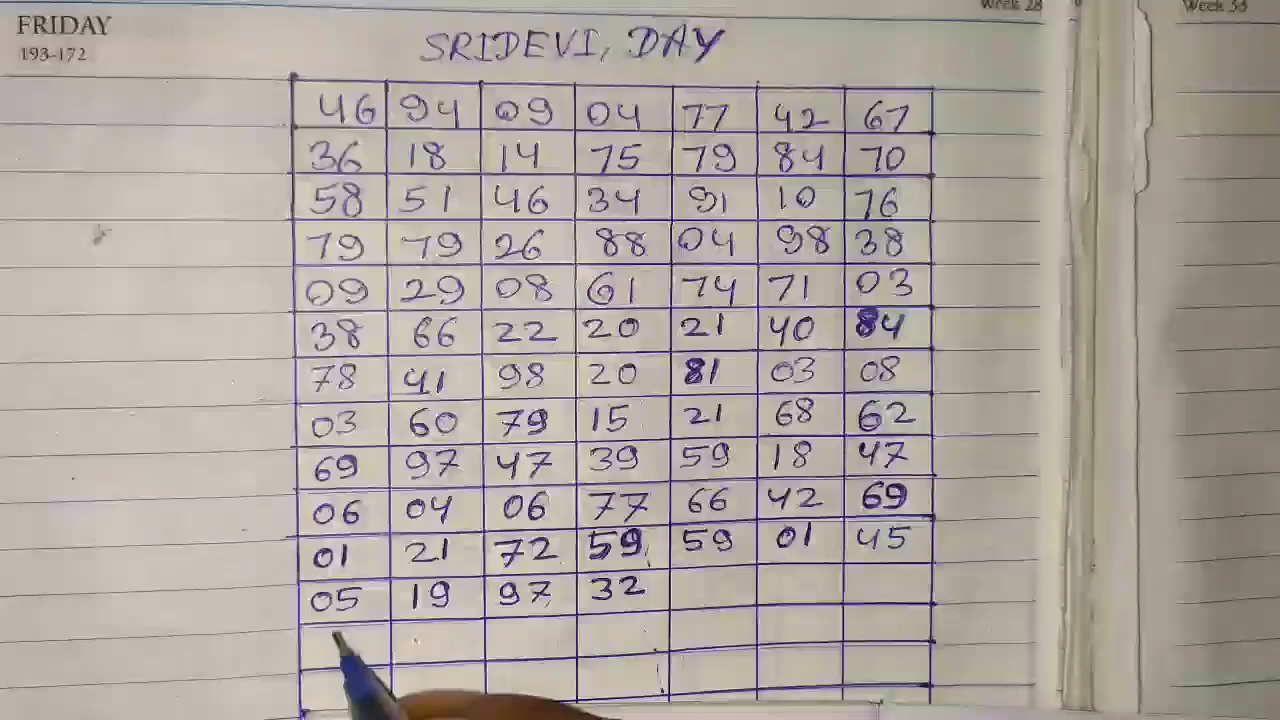 Week 28
Week 33
FRIDAY
193-172
SRIDEVI, DAY
46 94 09 04 77 42 67
36 18 14 75 79 84 70
58 51 46 34 91 10 76
79 79 26 88 04 98 38
09 29 08 61 74 71 03
38 66 22 20 21 40 84
78 41 98 20 81 03 08
03 60 79 15 21 68 62
69 97 47 39 59 18 47
06 04 06 77 66 42 69
01 21 72 59 59 01 45
05 19 97 32